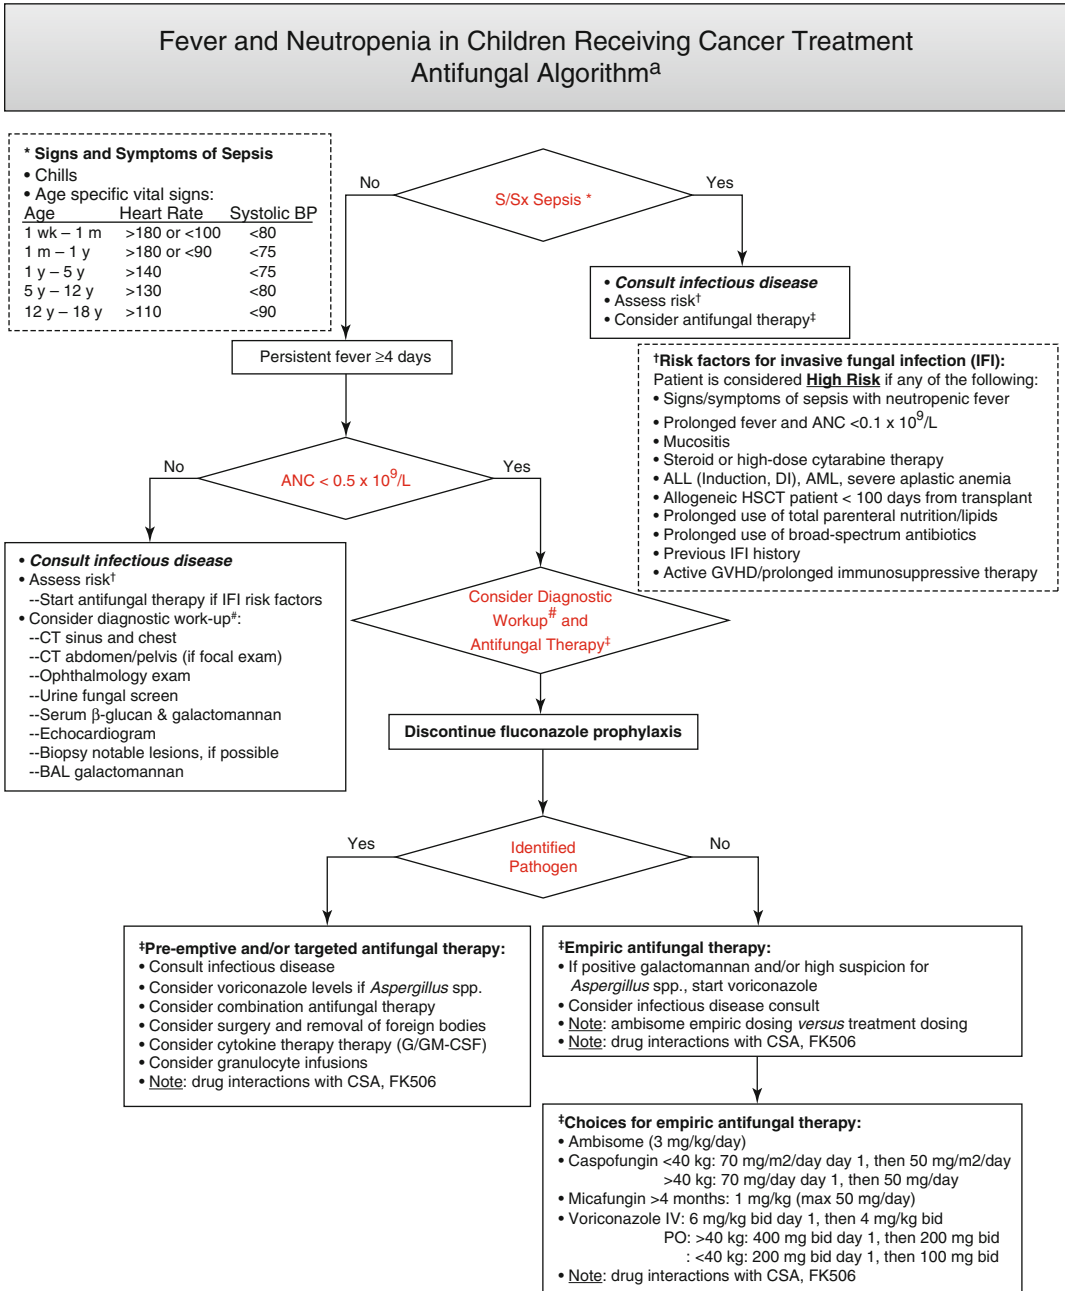 Fever and Neutropenia in Children Receiving Cancer Treatment
Antifungal Algorithmᵃ
* Signs and Symptoms of Sepsis
• Chills
• Age specific vital signs:
Age Heart Rate Systolic BP
1 wk – 1 m >180 or <100 <80
1 m – 1 y >180 or <90 <75
1 y – 5 y >140 <75
5 y – 12 y >130 <80
12 y – 18 y >110 <90
No
S/Sx Sepsis *
Yes
• Consult infectious disease
• Assess risk†
• Consider antifungal therapy‡
Persistent fever ≥4 days
†Risk factors for invasive fungal infection (IFI):
Patient is considered High Risk if any of the following:
• Signs/symptoms of sepsis with neutropenic fever
• Prolonged fever and ANC <0.1 x 10⁹/L
• Mucositis
• Steroid or high-dose cytarabine therapy
• ALL (Induction, DI), AML, severe aplastic anemia
• Allogeneic HSCT patient < 100 days from transplant
• Prolonged use of total parenteral nutrition/lipids
• Prolonged use of broad-spectrum antibiotics
• Previous IFI history
• Active GVHD/prolonged immunosuppressive therapy
No
ANC < 0.5 x 10⁹/L
Yes
• Consult infectious disease
• Assess risk†
--Start antifungal therapy if IFI risk factors
• Consider diagnostic work-up#:
--CT sinus and chest
--CT abdomen/pelvis (if focal exam)
--Ophthalmology exam
--Urine fungal screen
--Serum β-glucan & galactomannan
--Echocardiogram
--Biopsy notable lesions, if possible
--BAL galactomannan
Consider Diagnostic
Workup# and
Antifungal Therapy‡
Discontinue fluconazole prophylaxis
Yes
Identified
Pathogen
No
‡Pre-emptive and/or targeted antifungal therapy:
• Consult infectious disease
• Consider voriconazole levels if Aspergillus spp.
• Consider combination antifungal therapy
• Consider surgery and removal of foreign bodies
• Consider cytokine therapy therapy (G/GM-CSF)
• Consider granulocyte infusions
• Note: drug interactions with CSA, FK506
‡Empiric antifungal therapy:
• If positive galactomannan and/or high suspicion for
Aspergillus spp., start voriconazole
• Consider infectious disease consult
• Note: ambisome empiric dosing versus treatment dosing
• Note: drug interactions with CSA, FK506
‡Choices for empiric antifungal therapy:
• Ambisome (3 mg/kg/day)
• Caspofungin <40 kg: 70 mg/m2/day day 1, then 50 mg/m2/day
>40 kg: 70 mg/day day 1, then 50 mg/day
• Micafungin >4 months: 1 mg/kg (max 50 mg/day)
• Voriconazole IV: 6 mg/kg bid day 1, then 4 mg/kg bid
PO: >40 kg: 400 mg bid day 1, then 200 mg bid
: <40 kg: 200 mg bid day 1, then 100 mg bid
• Note: drug interactions with CSA, FK506